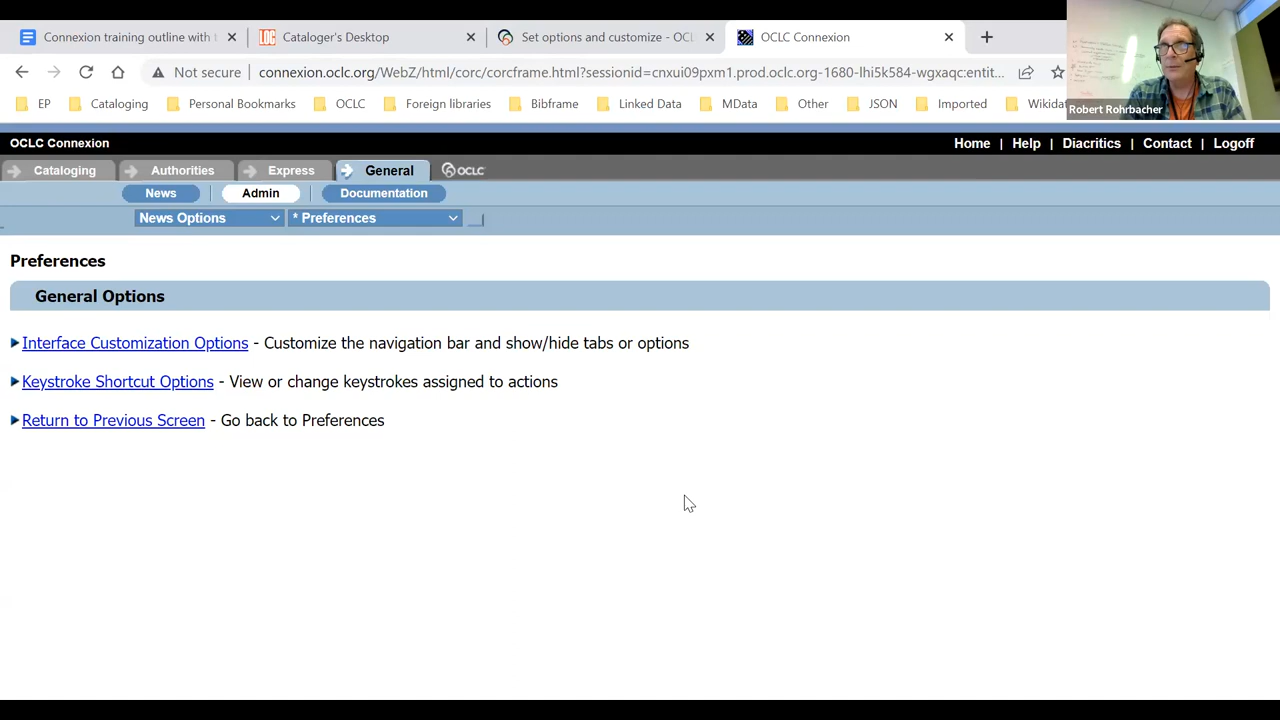 Connexion training outline with t
Cataloger's Desktop
Set options and customize - OCL
OCLC Connexion
Not secure
connexion.oclc.org/WebZ/html/corc/corcframe.html?sessionid=cnxui09pxm1.prod.oclc.org-1680-lhi5k584-wgxaqc:entit...
EP
Cataloging
Personal Bookmarks
OCLC
Foreign libraries
Bibframe
Linked Data
MData
Other
JSON
Imported
Wikida
Robert Rohrbacher
OCLC Connexion
Home | Help | Diacritics | Contact | Logoff
Cataloging
Authorities
Express
General
OCLC
News | Admin | Documentation
News Options
* Preferences
Preferences
General Options
Interface Customization Options - Customize the navigation bar and show/hide tabs or options
Keystroke Shortcut Options - View or change keystrokes assigned to actions
Return to Previous Screen - Go back to Preferences